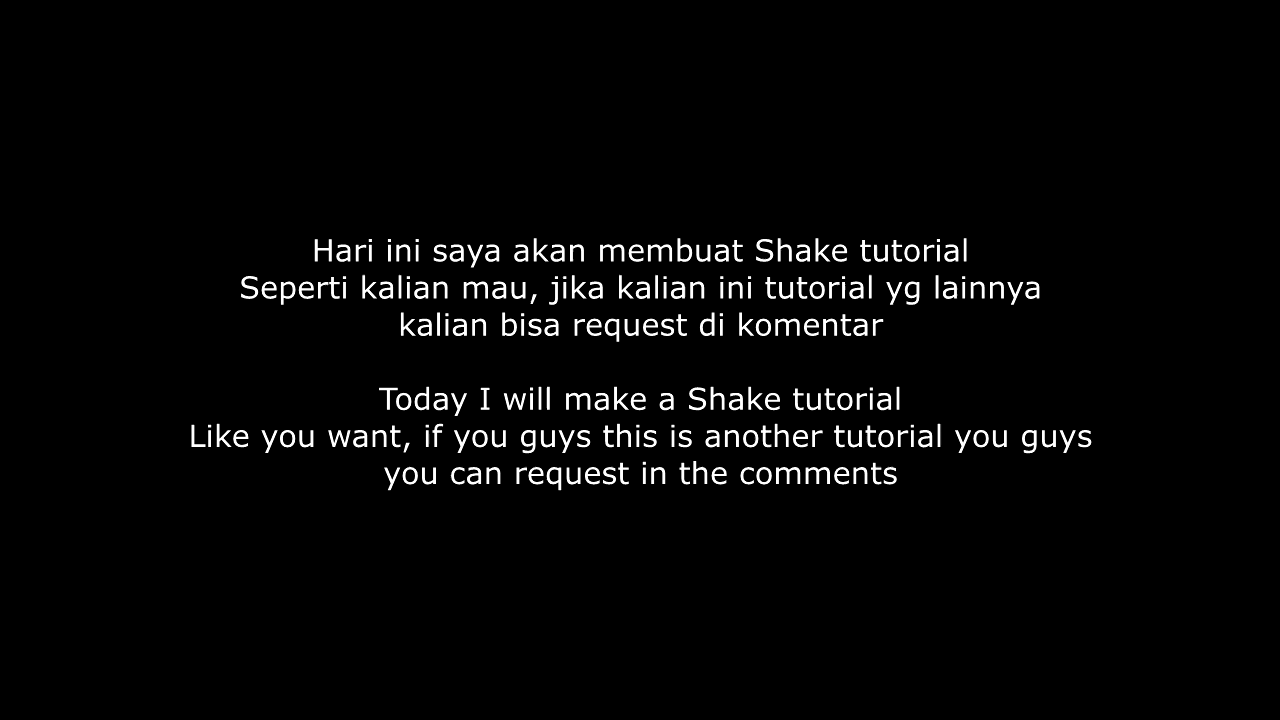 Hari ini saya akan membuat Shake tutorial
Seperti kalian mau, jika kalian ini tutorial yg lainnya
kalian bisa request di komentar
Today I will make a Shake tutorial
Like you want, if you guys this is another tutorial you guys
you can request in the comments